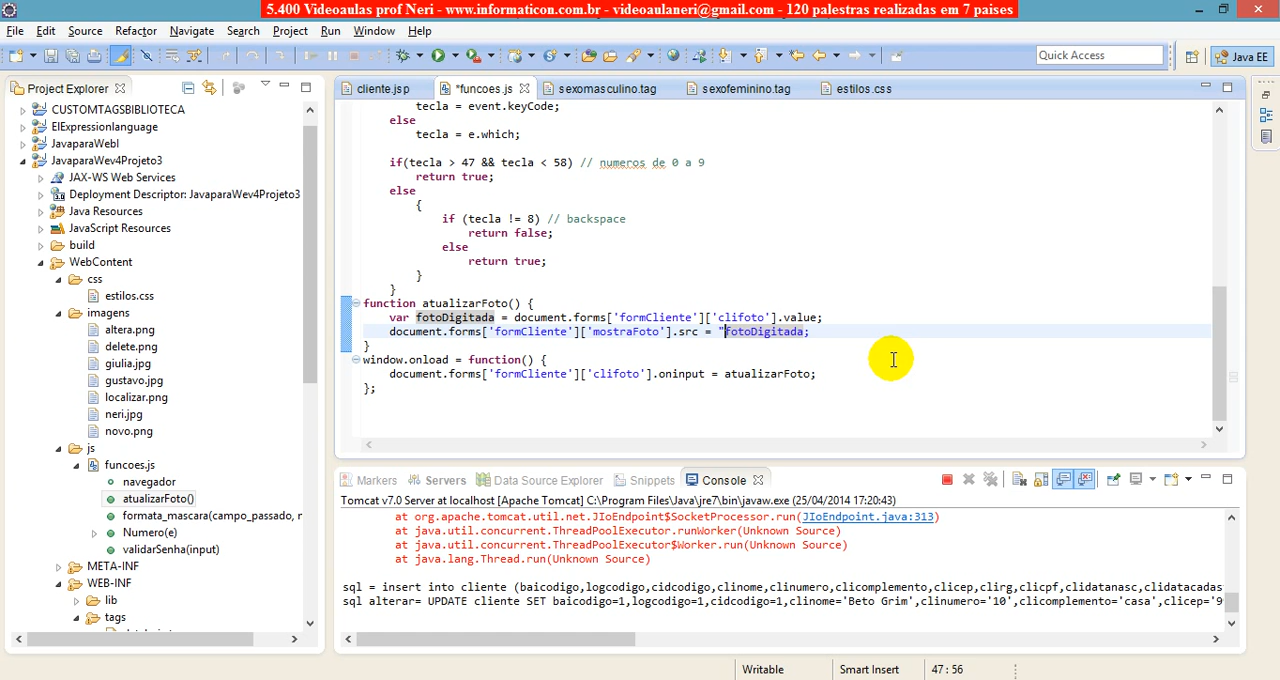 5.400 Videoaulas prof Neri - www.informaticon.com.br - videoaulaneri@gmail.com - 120 palestras realizadas em 7 paises
File Edit Source Refactor Navigate Search Project Run Window Help
Quick Access
Java EE
Project Explorer
CUSTOMTAGSBIBLIOTECA
ElExpressionlanguage
JavaparaWebI
JavaparaWev4Projeto3
JAX-WS Web Services
Deployment Descriptor: JavaparaWev4Projeto3
Java Resources
JavaScript Resources
build
WebContent
css
estilos.css
imagens
altera.png
delete.png
giulia.jpg
gustavo.jpg
localizar.png
neri.jpg
novo.png
js
funcoes.js
navegador
atualizarFoto()
formata_mascara(campo_passado, m
Numero(e)
validarSenha(input)
META-INF
WEB-INF
lib
tags
cliente.jsp *funcoes.js sexomasculino.tag sexofeminino.tag estilos.css
tecla = event.keyCode;
else
tecla = e.which;
if(tecla > 47 && tecla < 58) // numeros de 0 a 9
return true;
else
{
if (tecla != 8) // backspace
return false;
else
return true;
}
}
function atualizarFoto() {
var fotoDigitada = document.forms['formCliente']['clifoto'].value;
document.forms['formCliente']['mostraFoto'].src = "fotoDigitada;
}
window.onload = function() {
document.forms['formCliente']['clifoto'].oninput = atualizarFoto;
};
Markers Servers Data Source Explorer Snippets Console
Tomcat v7.0 Server at localhost [Apache Tomcat] C:\Program Files\Java\jre7\bin\javaw.exe (25/04/2014 17:20:43)
at org.apache.tomcat.util.net.JIoEndpoint$SocketProcessor.run(JIoEndpoint.java:313)
at java.util.concurrent.ThreadPoolExecutor.runWorker(Unknown Source)
at java.util.concurrent.ThreadPoolExecutor$Worker.run(Unknown Source)
at java.lang.Thread.run(Unknown Source)
sql = insert into cliente (baicodigo,logcodigo,cidcodigo,clinome,clinumero,clicomplemento,clicep,clirg,clicpf,clidatanasc,clidatacadas
sql alterar= UPDATE cliente SET baicodigo=1,logcodigo=1,cidcodigo=1,clinome='Beto Grim',clinumero='10',clicomplemento='casa',clicep='9
Writable Smart Insert 47 : 56